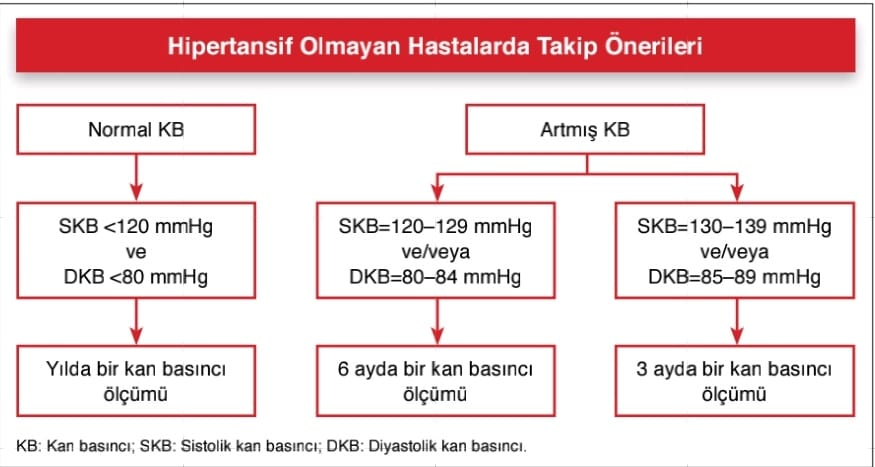 Hipertansif Olmayan Hastalarda Takip Önerileri
Normal KB
Artmış KB
SKB <120 mmHg
ve
DKB <80 mmHg
SKB=120–129 mmHg
ve/veya
DKB=80–84 mmHg
SKB=130–139 mmHg
ve/veya
DKB=85–89 mmHg
Yılda bir kan basıncı
ölçümü
6 ayda bir kan basıncı
ölçümü
3 ayda bir kan basıncı
ölçümü
KB: Kan basıncı; SKB: Sistolik kan basıncı; DKB: Diyastolik kan basıncı.